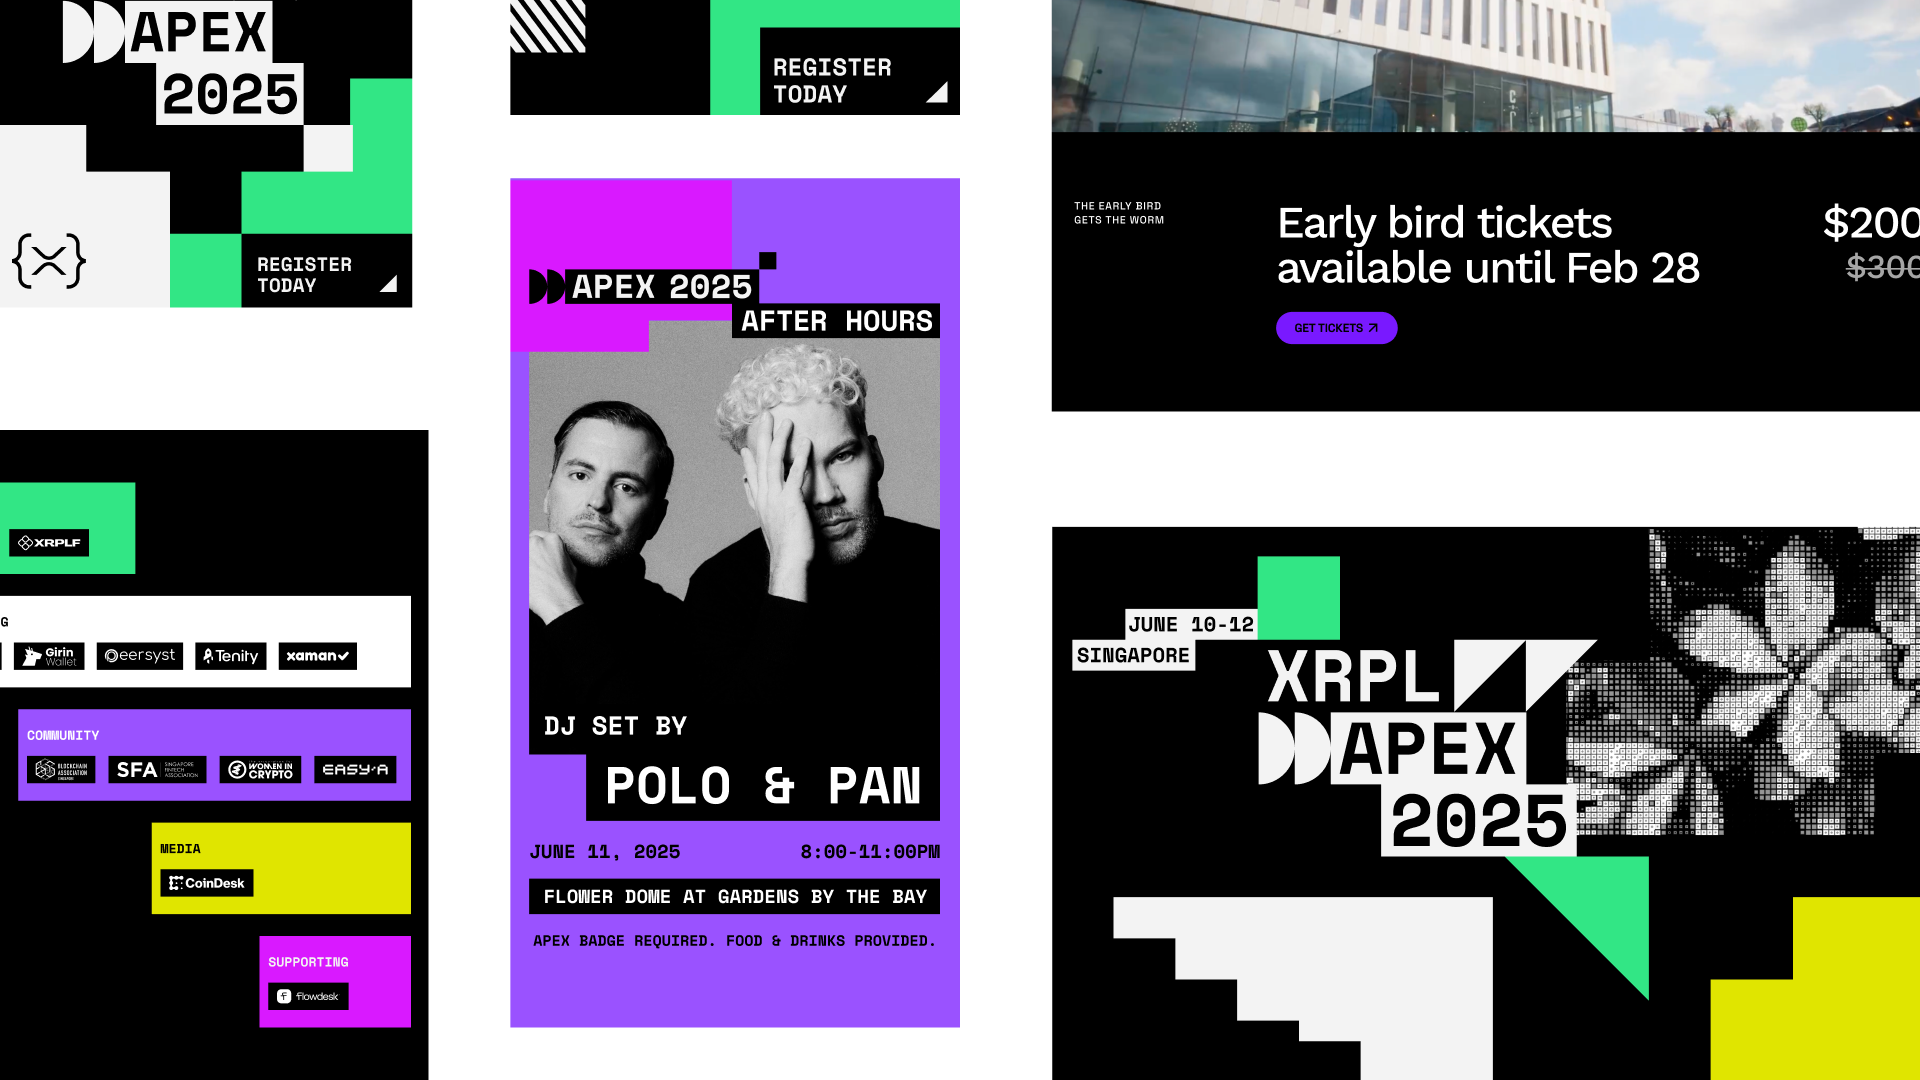 APEX
2025
REGISTER
TODAY
XRPLF
G
Girin
Wallet
eersyst
Tenity
xaman
COMMUNITY
BLOCKCHAIN
ASSOCIATION
SINGAPORE
SFA
SINGAPORE
FINTECH
ASSOCIATION
WOMEN IN
CRYPTO
EASY A
MEDIA
CoinDesk
SUPPORTING
flowdesk
REGISTER
TODAY
APEX 2025
AFTER HOURS
DJ SET BY
POLO & PAN
JUNE 11, 2025 8:00-11:00PM
FLOWER DOME AT GARDENS BY THE BAY
APEX BADGE REQUIRED. FOOD & DRINKS PROVIDED.
THE EARLY BIRD
GETS THE WORM
Early bird tickets
available until Feb 28
$200
$300
GET TICKETS
JUNE 10-12
SINGAPORE
XRPL
APEX
2025